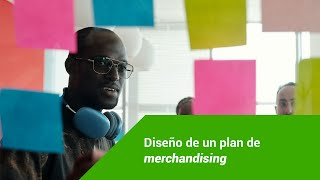 Diseño de un plan de
merchandising